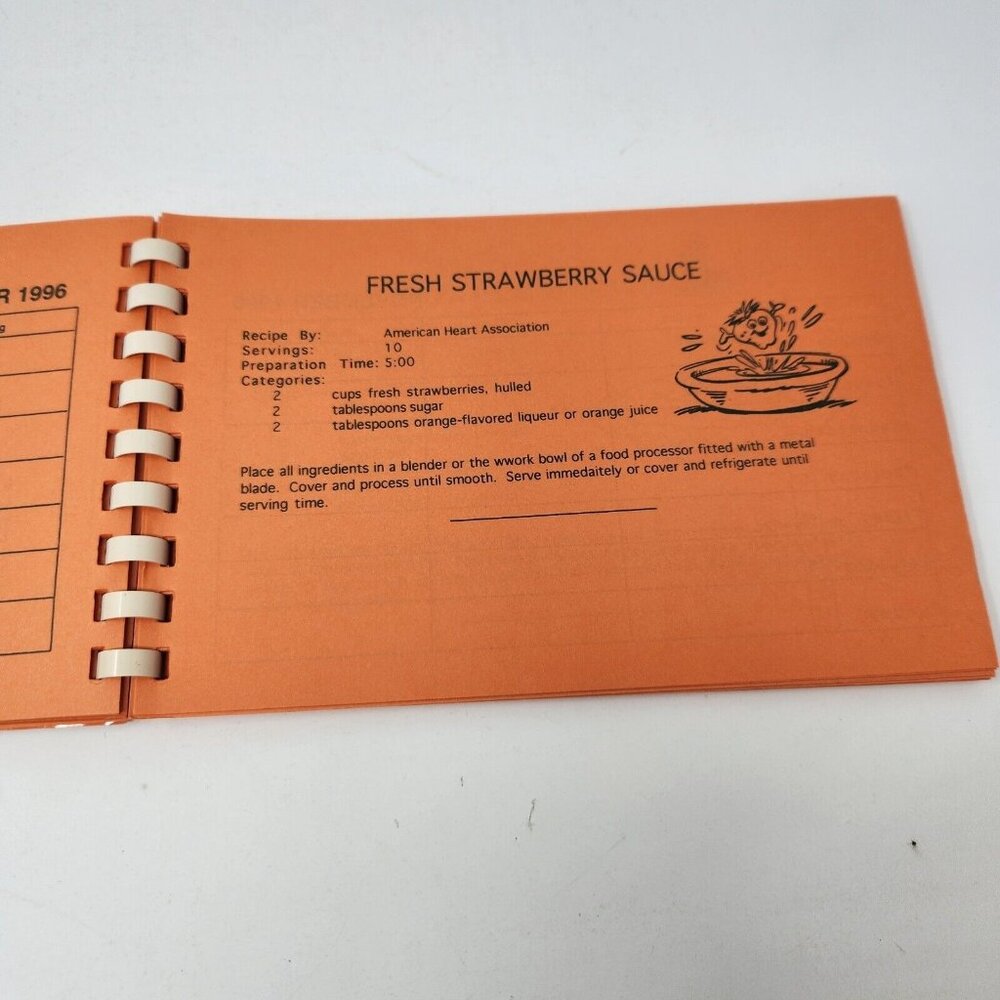 R 1996
g
FRESH STRAWBERRY SAUCE
Recipe By: American Heart Association
Servings: 10
Preparation Time: 5:00
Categories:
2 cups fresh strawberries, hulled
2 tablespoons sugar
2 tablespoons orange-flavored liqueur or orange juice
Place all ingredients in a blender or the wwork bowl of a food processor fitted with a metal
blade. Cover and process until smooth. Serve immedaitely or cover and refrigerate until
serving time.